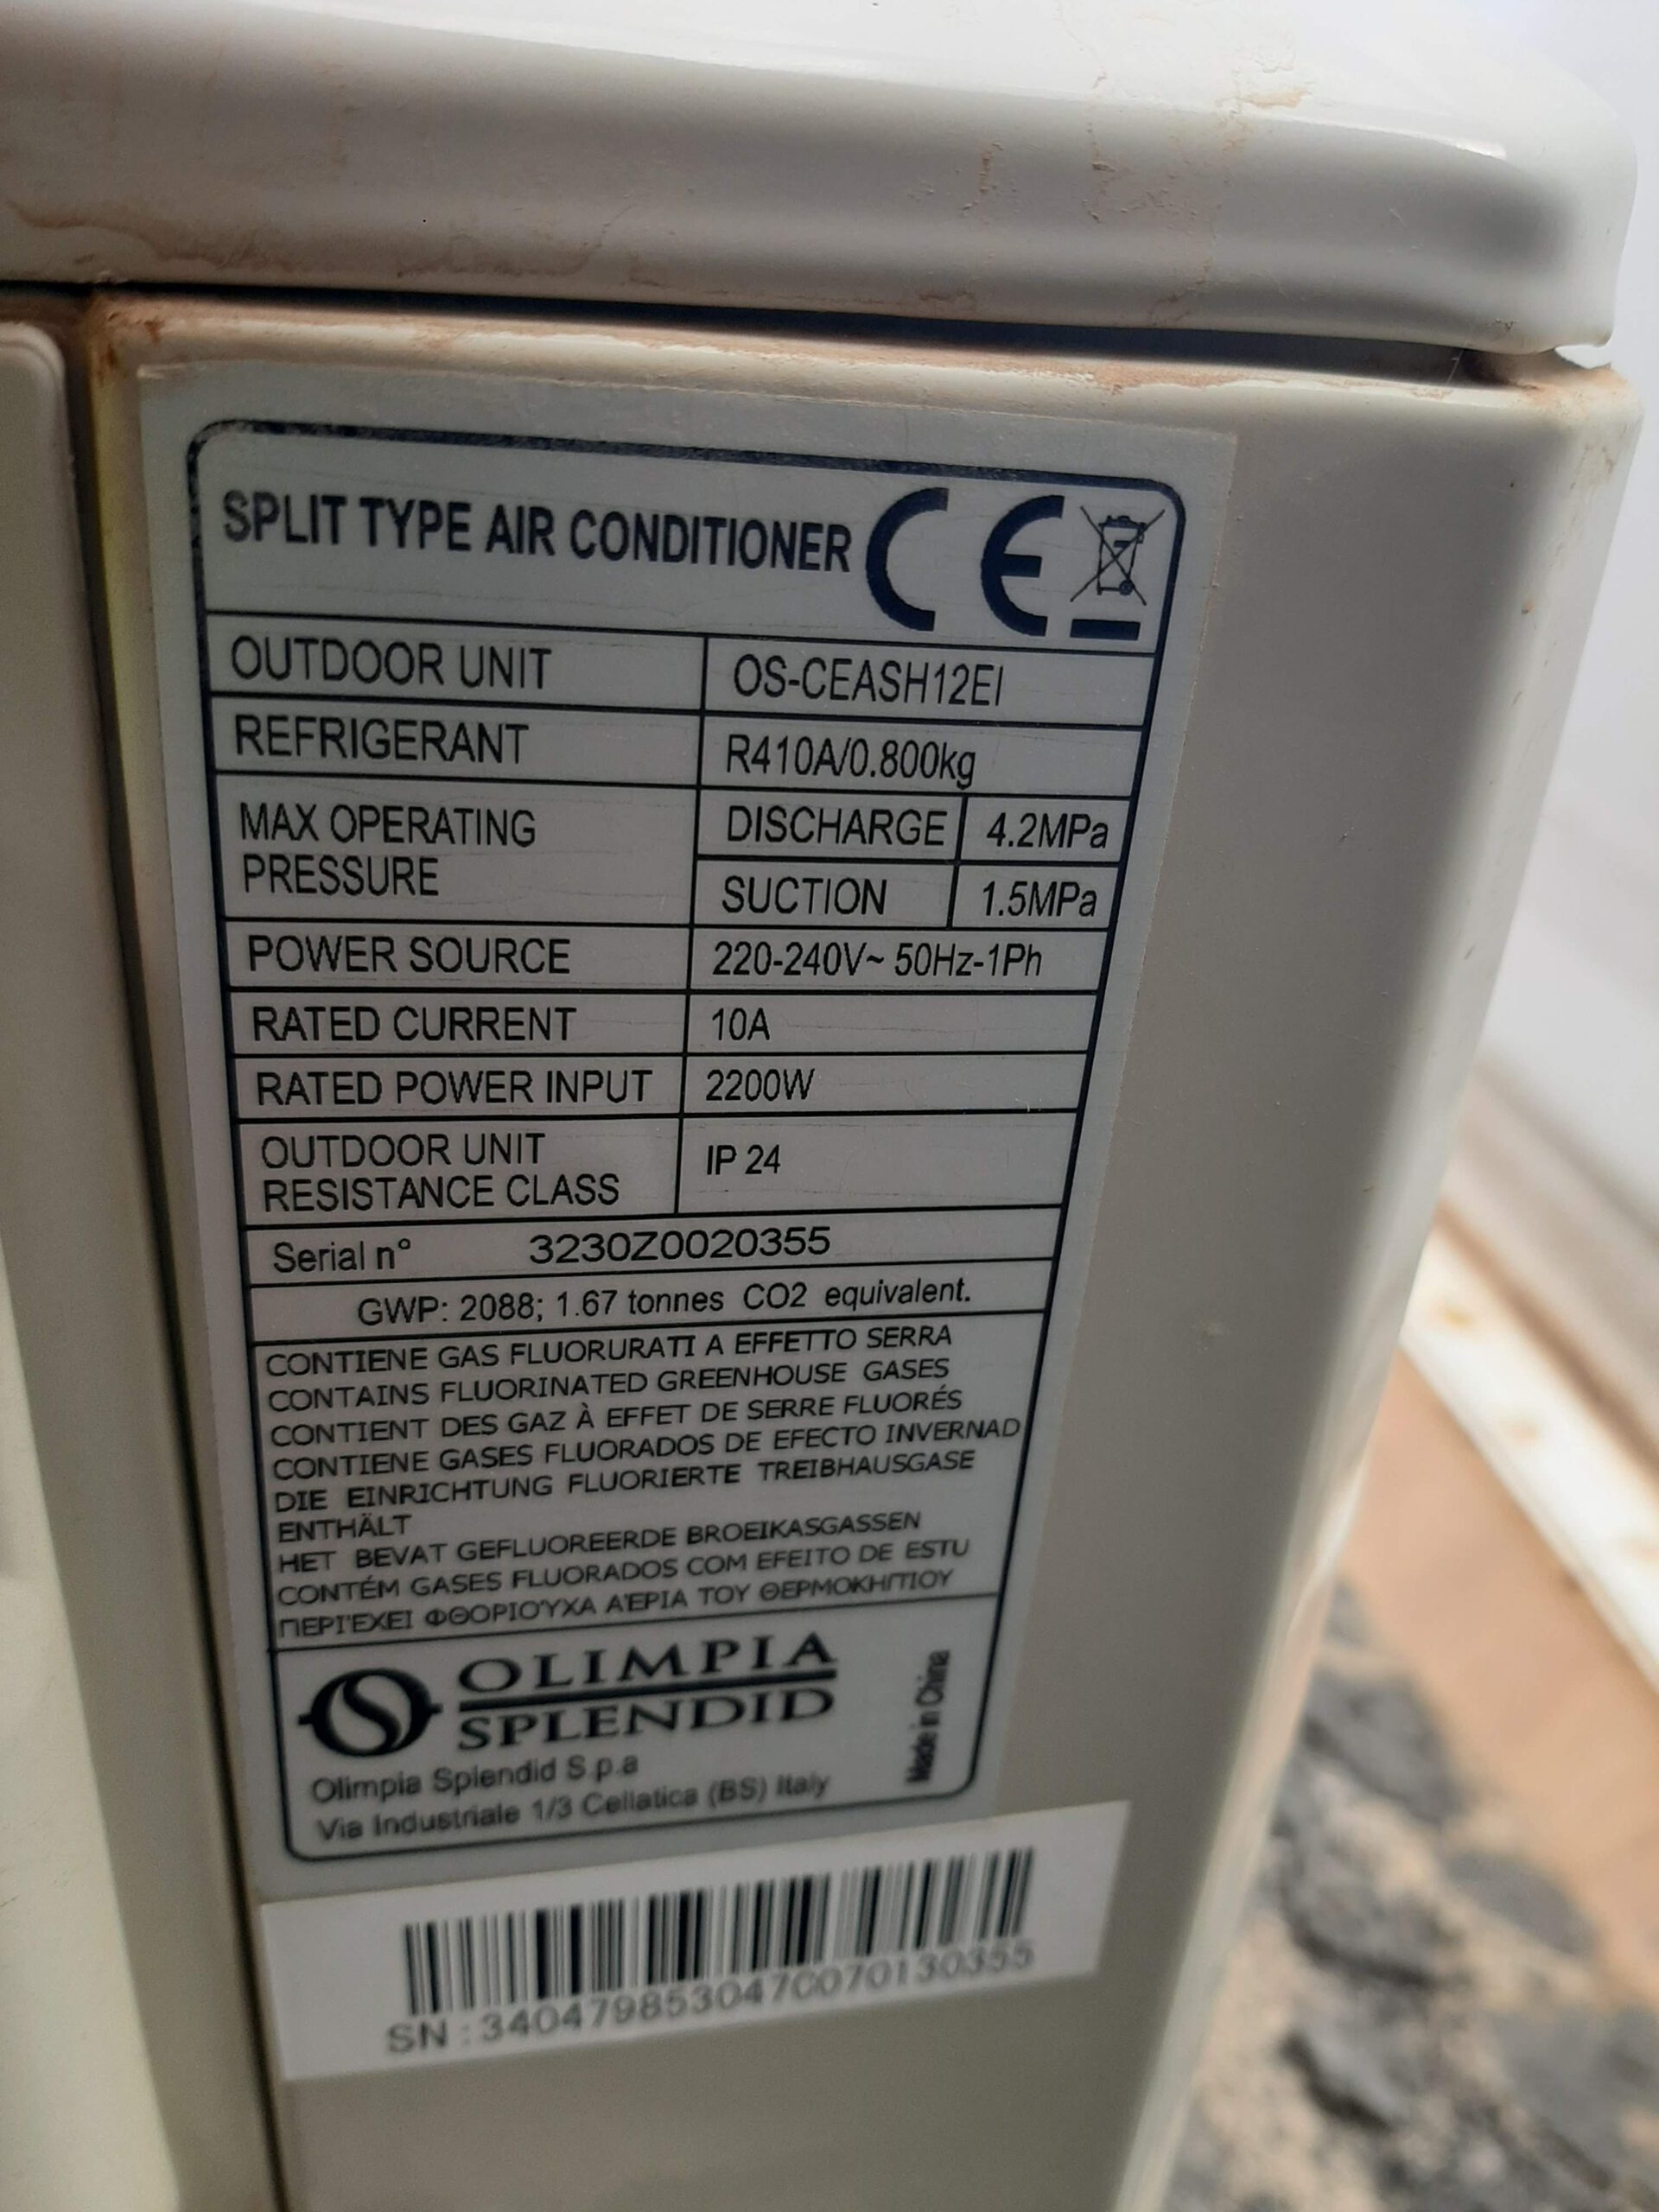 SPLIT TYPE AIR CONDITIONER CE
OUTDOOR UNIT OS-CEASH12EI
REFRIGERANT R410A/0.800kg
MAX OPERATING PRESSURE DISCHARGE 4.2MPa
SUCTION 1.5MPa
POWER SOURCE 220-240V~ 50Hz-1Ph
RATED CURRENT 10A
RATED POWER INPUT 2200W
OUTDOOR UNIT
RESISTANCE CLASS IP 24
Serial n° 3230Z0020355
GWP: 2088; 1.67 tonnes CO2 equivalent.
CONTIENE GAS FLUORURATI A EFFETTO SERRA
CONTAINS FLUORINATED GREENHOUSE GASES
CONTIENT DES GAZ À EFFET DE SERRE FLUORÉS
CONTIENE GASES FLUORADOS DE EFECTO INVERNAD
DIE EINRICHTUNG FLUORIERTE TREIBHAUSGASE
ENTHÄLT
HET BEVAT GEFLUOREERDE BROEIKASGASSEN
CONTÉM GASES FLUORADOS COM EFEITO DE ESTU
ΠΕΡΙΈΧΕΙ ΦΘΟΡΙΟΎΧΑ ΑΈΡΙΑ ΤΟΥ ΘΕΡΜΟΚΗΠΙΟΥ
OLIMPIA
SPLENDID
Made in China
Olimpia Splendid S.p.a
Via Industriale 1/3 Cellatica (BS) Italy
SN:340479853047C070130355